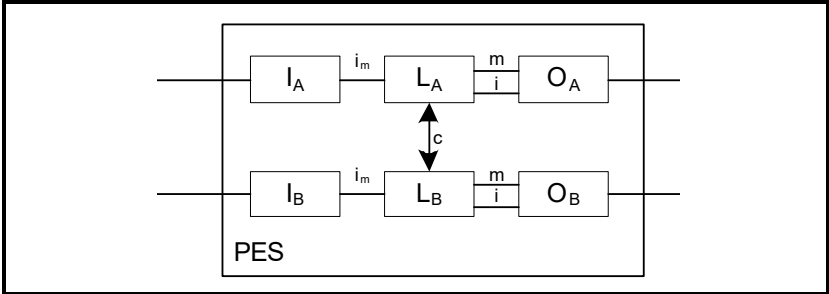 i_m m
I_A L_A i O_A
c
i_m m
I_B L_B i O_B
PES